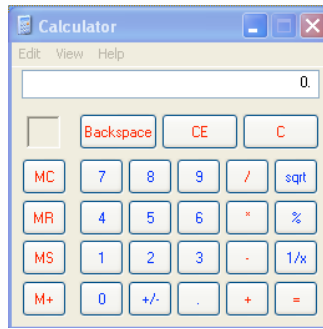 Calculator
Edit View Help
0.
Backspace CE C
MC 7 8 9 / sqrt
MR 4 5 6 * %
MS 1 2 3 - 1/x
M+ 0 +/- . + =